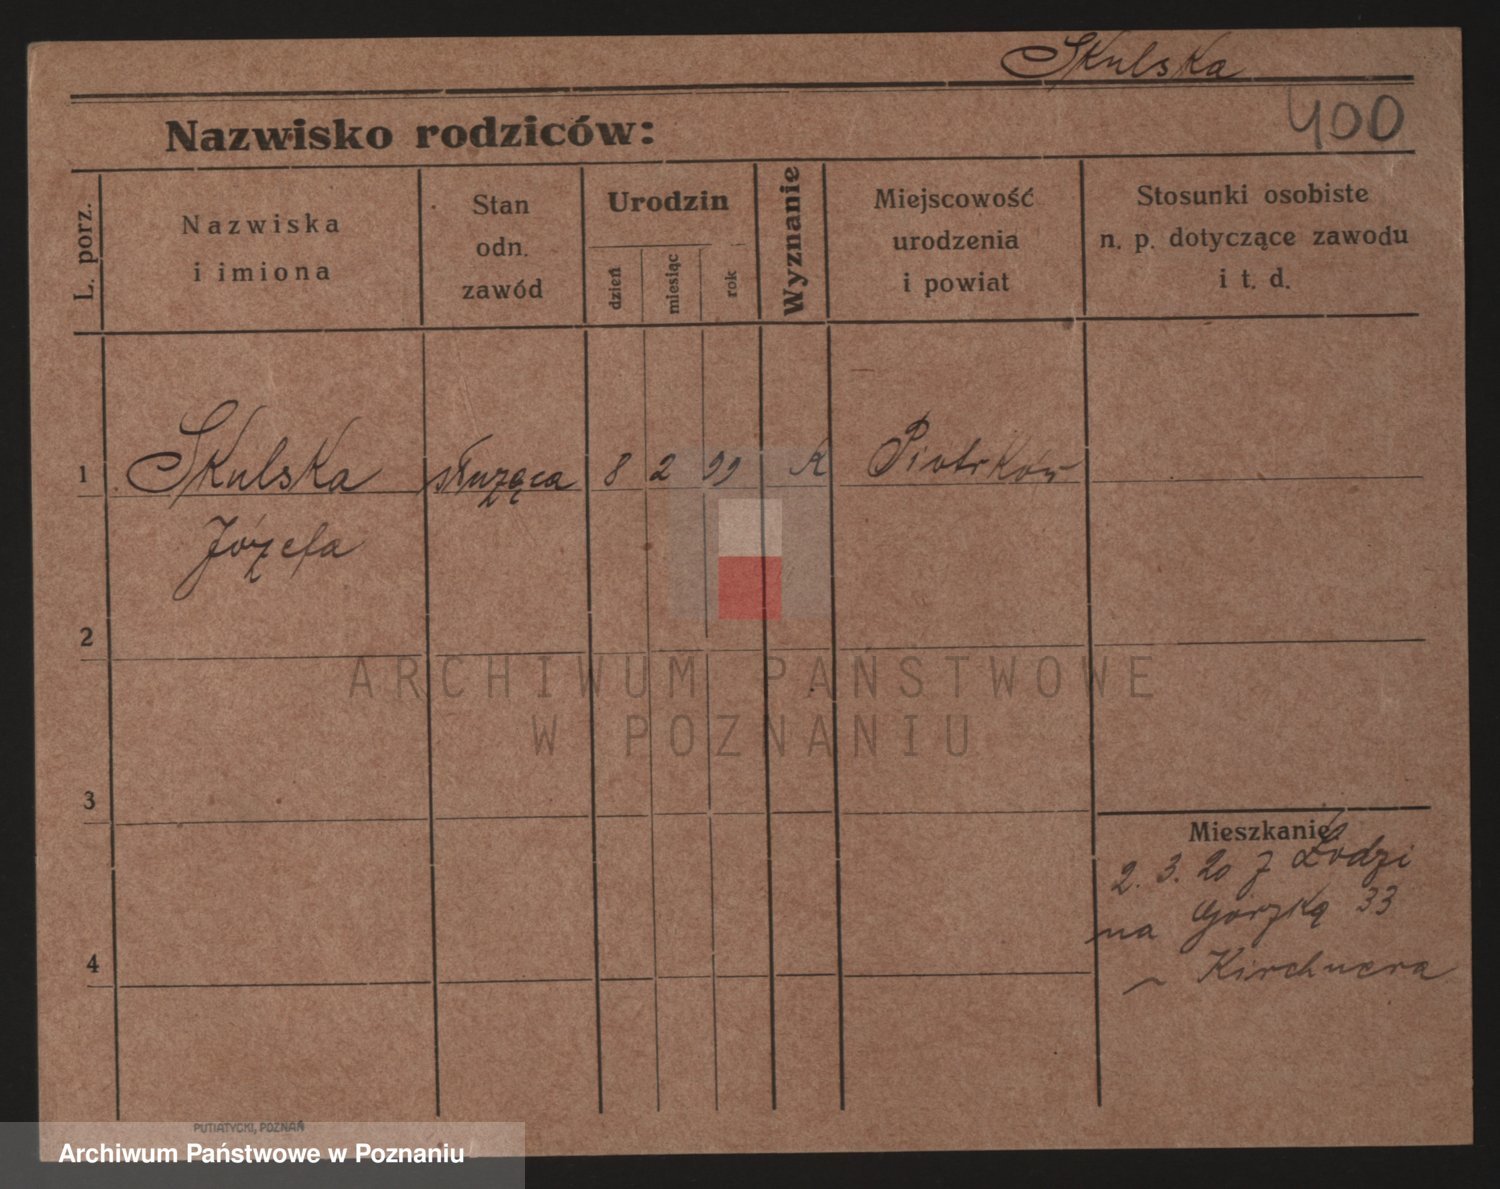 Skulska
400
Nazwisko rodziców:
L. porz.
Nazwiska
i imiona
Stan
odn.
zawód
Urodzin
dzień
miesiąc
rok
Wyznanie
Miejscowość
urodzenia
i powiat
Stosunki osobiste
n. p. dotyczące zawodu
i t. d.
1 Skulska służąca 8 2 99 K Piotrków
Józefa
2
3
4
Mieszkanie
2. 3. 20 z Łodzi
na Górzką 33
~ Kirchnera
ARCHIWUM PAŃSTWOWE
W POZNANIU
PUTIATYCKI, POZNAŃ
Archiwum Państwowe w Poznaniu